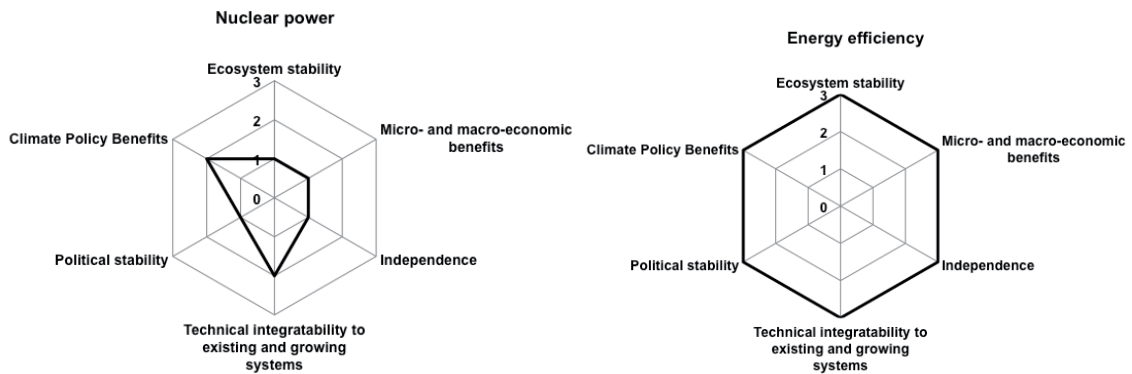 Nuclear power
Ecosystem stability
3
2
1
0
Micro- and macro-economic
benefits
Independence
Technical integratability to
existing and growing
systems
Political stability
Climate Policy Benefits
Energy efficiency
Ecosystem stability
3
2
1
0
Micro- and macro-economic
benefits
Independence
Technical integratability to
existing and growing
systems
Political stability
Climate Policy Benefits